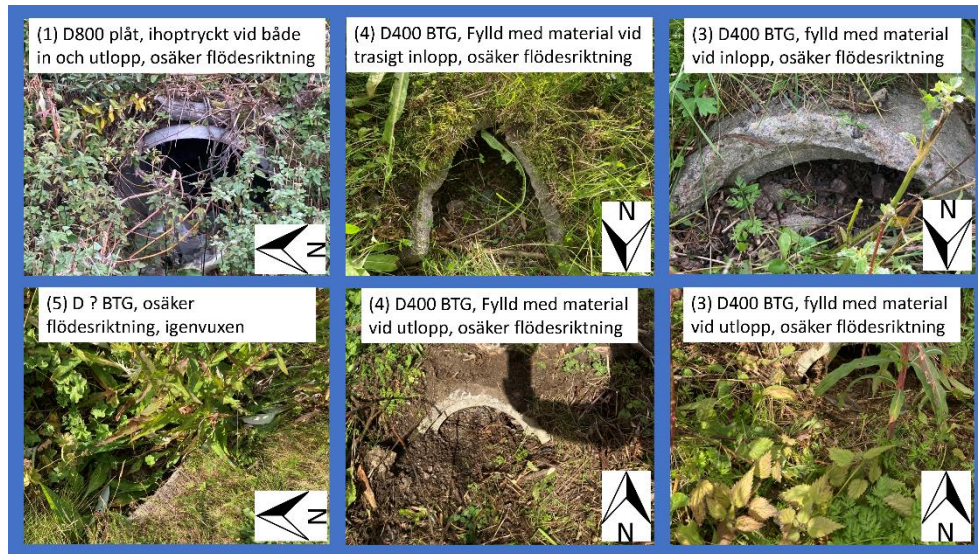 (1) D800 plåt, ihoptryckt vid både
in och utlopp, osäker flödesriktning
N
(4) D400 BTG, Fylld med material vid
trasigt inlopp, osäker flödesriktning
N
(3) D400 BTG, fylld med material
vid inlopp, osäker flödesriktning
N
(5) D ? BTG, osäker
flödesriktning, igenvuxen
N
(4) D400 BTG, Fylld med material
vid utlopp, osäker flödesriktning
N
(3) D400 BTG, fylld med material
vid utlopp, osäker flödesriktning
N